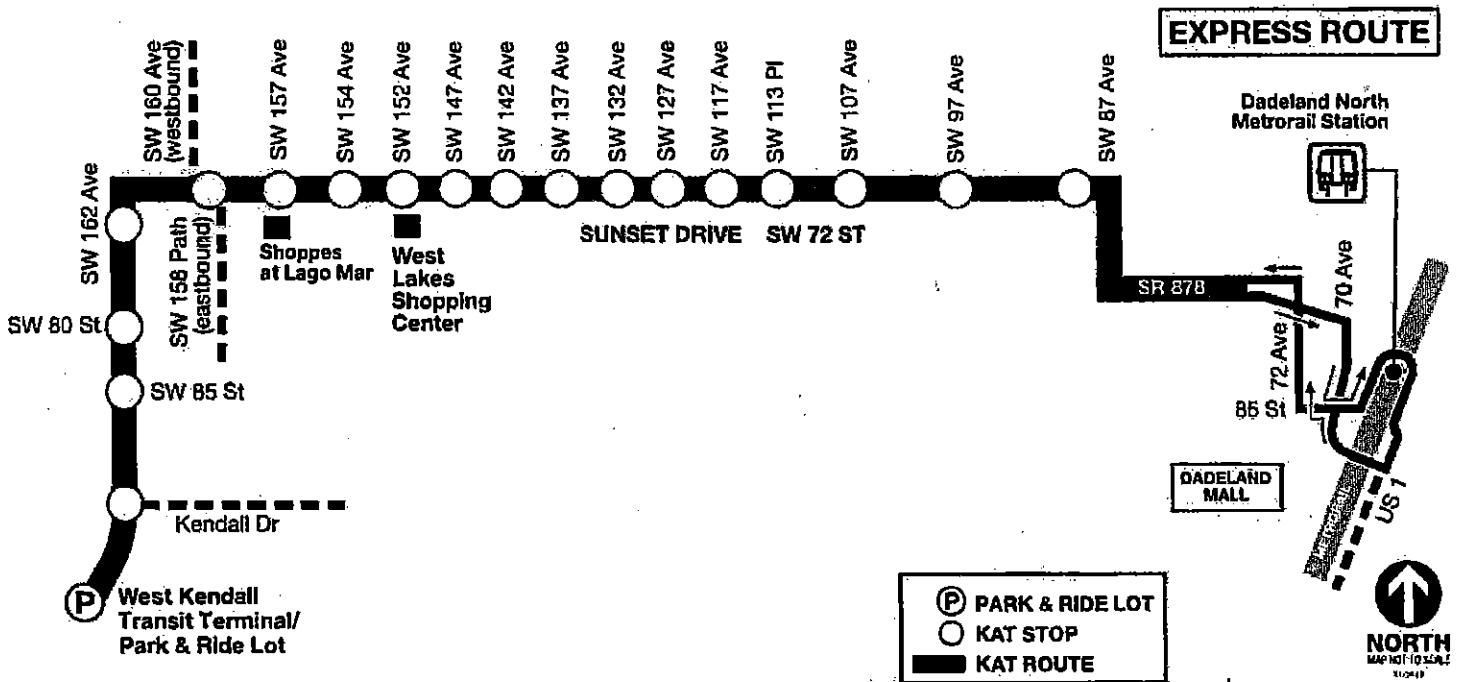 EXPRESS ROUTE
SW 160 Ave
(westbound)
SW 157 Ave
SW 154 Ave
SW 152 Ave
SW 147 Ave
SW 142 Ave
SW 137 Ave
SW 132 Ave
SW 127 Ave
SW 117 Ave
SW 113 Pl
SW 107 Ave
SW 97 Ave
SW 87 Ave
Dadeland North
Metrorail Station
SW 162 Ave
SW 158 Path
(eastbound)
Shoppes
at Lago Mar
West
Lakes
Shopping
Center
SUNSET DRIVE SW 72 ST
SR 878
70 Ave
72 Ave
SW 80 St
SW 85 St
85 St
DADELAND
MALL
US 1
Kendall Dr
P
West Kendall
Transit Terminal/
Park & Ride Lot
P PARK & RIDE LOT
KAT STOP
KAT ROUTE
NORTH
MAP NOT TO SCALE